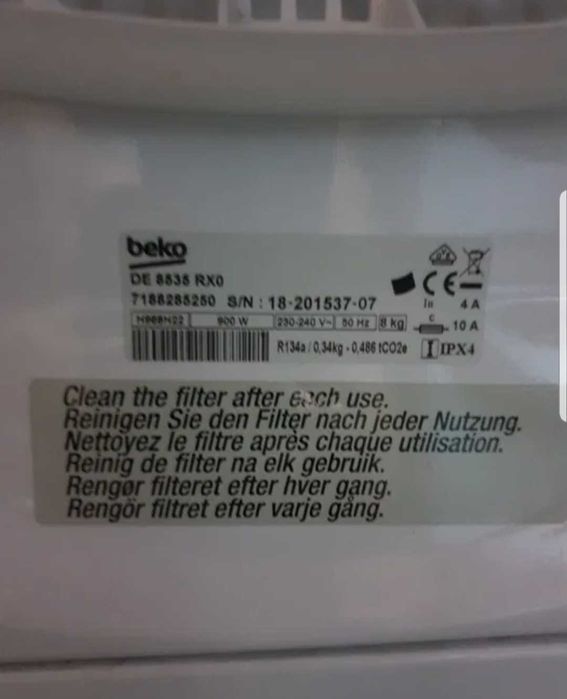 beko
DE 8535 RX0
7188285250 S/N : 18-201537-07
In 4 A
900 W 230-240 V~ 50 Hz 8 kg
C 10 A
R134a / 0,34kg - 0,486 tCO2e
I IPX4
Clean the filter after each use.
Reinigen Sie den Filter nach jeder Nutzung.
Nettoyez le filtre après chaque utilisation.
Reinig de filter na elk gebruik.
Rengør filteret efter hver gang.
Rengör filtret efter varje gång.